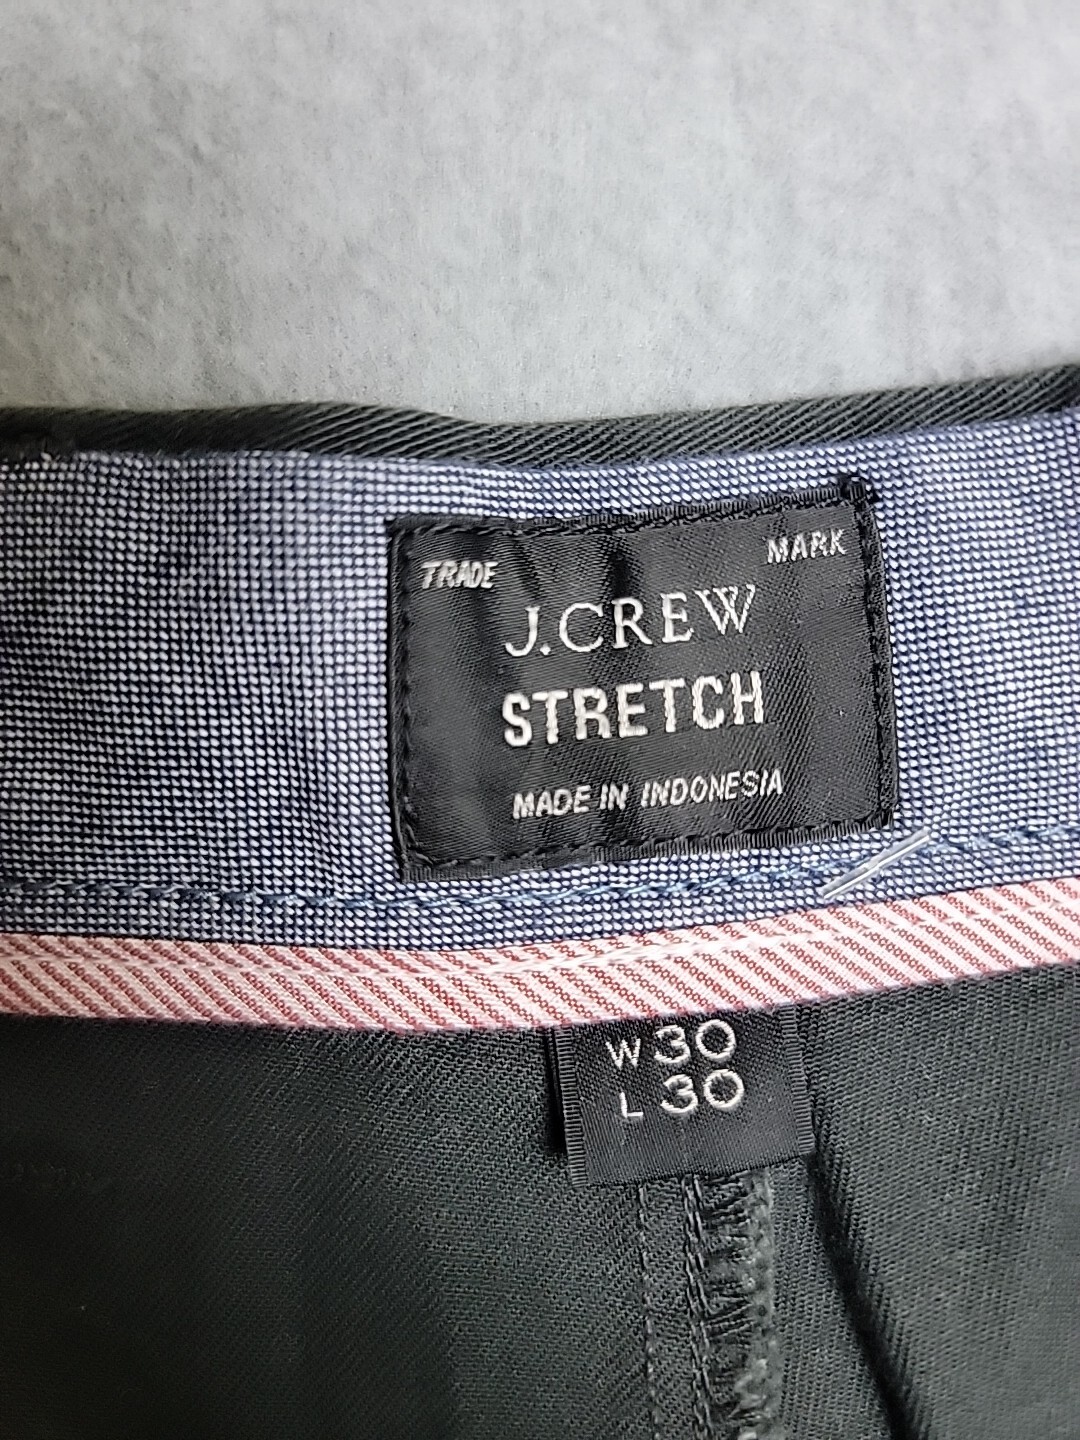 TRADE MARK
J.CREW
STRETCH
MADE IN INDONESIA
W 30
L 30